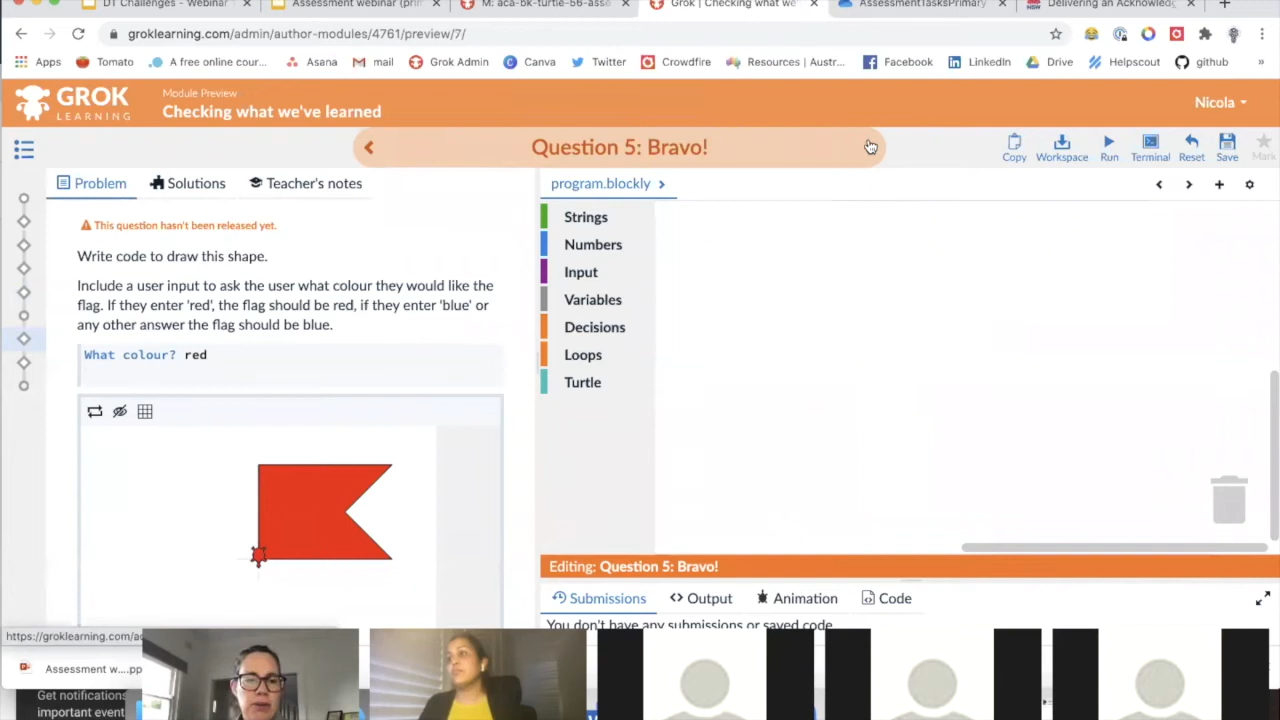 DT Challenges - Webinar
Assessment webinar (prim
M: aca-bk-turtle-56-asse
Grok | Checking what we'
AssessmentTasksPrimary
Delivering an Acknowledg
groklearning.com/admin/author-modules/4761/preview/7/
Apps Tomato A free online cour... Asana mail Grok Admin Canva Twitter Crowdfire Resources | Austr... Facebook LinkedIn Drive Helpscout github »
GROK
LEARNING
Module Preview
Checking what we've learned
Nicola
Question 5: Bravo!
Copy Workspace Run Terminal Reset Save Mark
Problem Solutions Teacher's notes
program.blockly
This question hasn't been released yet.
Write code to draw this shape.
Include a user input to ask the user what colour they would like the
flag. If they enter 'red', the flag should be red, if they enter 'blue' or
any other answer the flag should be blue.
What colour? red
Strings
Numbers
Input
Variables
Decisions
Loops
Turtle
Editing: Question 5: Bravo!
Submissions Output Animation Code
You don't have any submissions or saved code
https://groklearning.com/ad
Assessment w....pp
Get notifications
important event